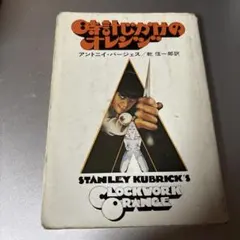 時計じかけの
オレンジ
アントニイ・バージェス/乾 信一郎訳
STANLEY KUBRICK'S
CLOCKWORK
ORANGE